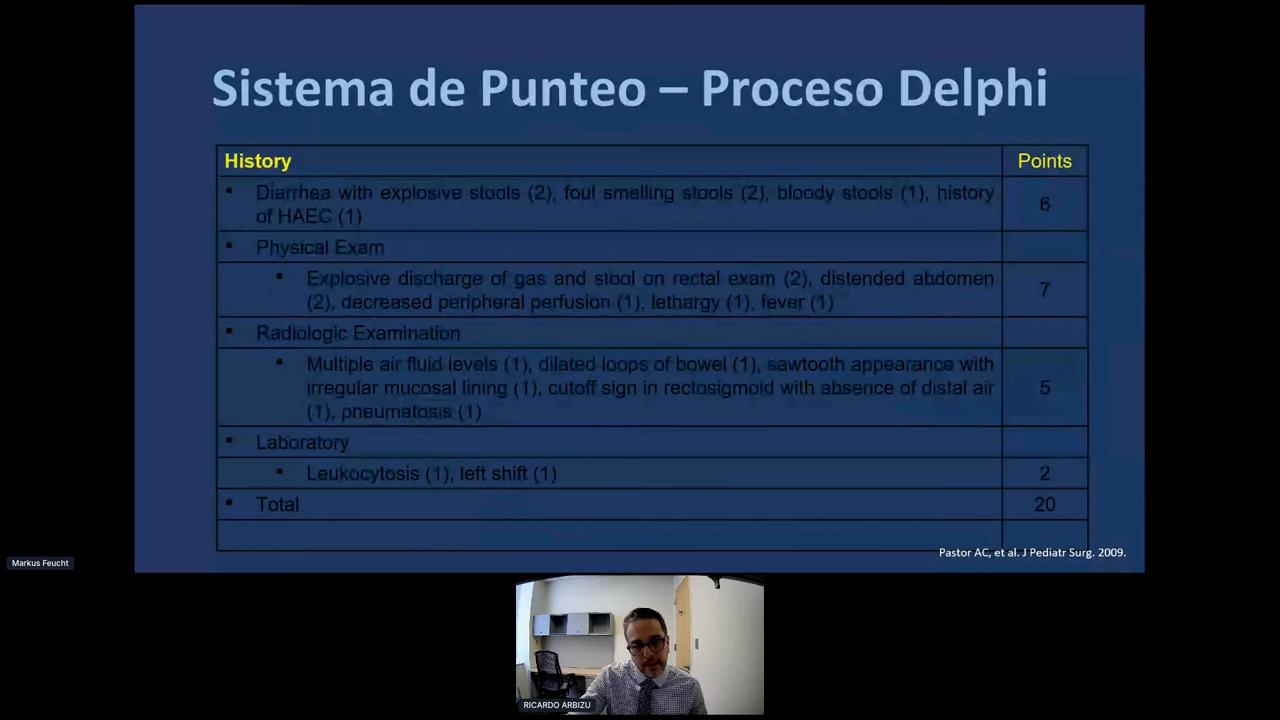 Sistema de Punteo – Proceso Delphi
History Points
• Diarrhea with explosive stools (2), foul smelling stools (2), bloody stools (1), history
of HAEC (1)
6
• Physical Exam
• Explosive discharge of gas and stool on rectal exam (2), distended abdomen
(2), decreased peripheral perfusion (1), lethargy (1), fever (1)
7
• Radiologic Examination
• Multiple air fluid levels (1), dilated loops of bowel (1), sawtooth appearance with
irregular mucosal lining (1), cutoff sign in rectosigmoid with absence of distal air
(1), pneumatosis (1)
5
• Laboratory
• Leukocytosis (1), left shift (1) 2
• Total 20
Pastor AC, et al. J Pediatr Surg. 2009.
Markus Feucht
RICARDO ARBIZU